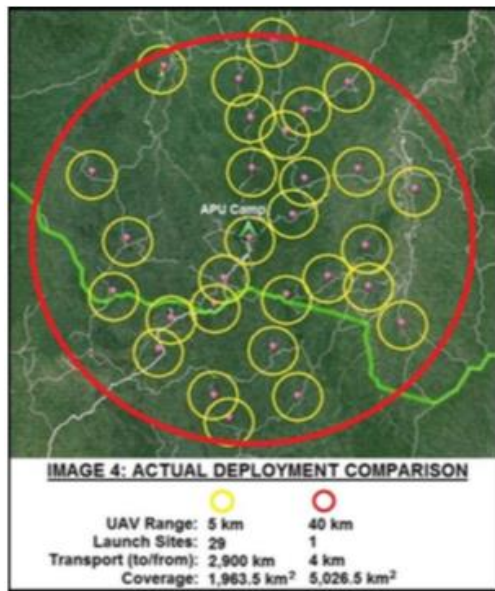 APU Camp
IMAGE 4: ACTUAL DEPLOYMENT COMPARISON
UAV Range: 5 km 40 km
Launch Sites: 29 1
Transport (to/from): 2,900 km 4 km
Coverage: 1,963.5 km² 5,026.5 km²